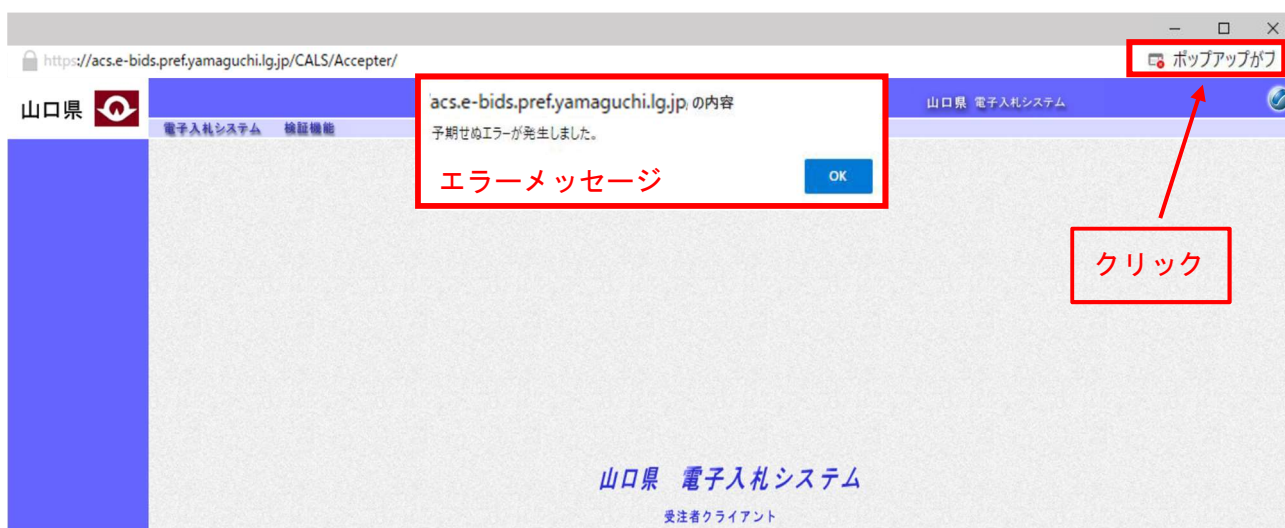 https://acs.e-bids.pref.yamaguchi.lg.jp/CALS/Accepter/
ポップアップがブ
山口県
acs.e-bids.pref.yamaguchi.lg.jp の内容
予期せぬエラーが発生しました。
エラーメッセージ
OK
山口県 電子入札システム
電子入札システム 検証機能
クリック
山口県 電子入札システム
受注者クライアント